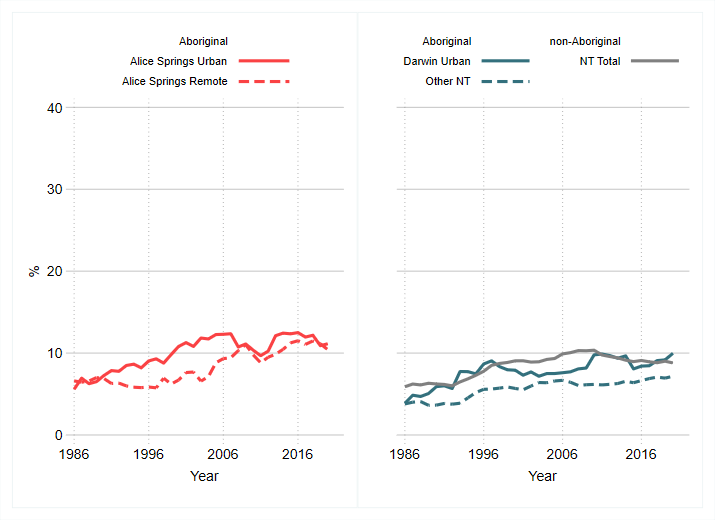 Aboriginal
Alice Springs Urban
Alice Springs Remote
Aboriginal non-Aboriginal
Darwin Urban NT Total
Other NT
40
30
20
10
0
%
1986 1996 2006 2016
Year
1986 1996 2006 2016
Year